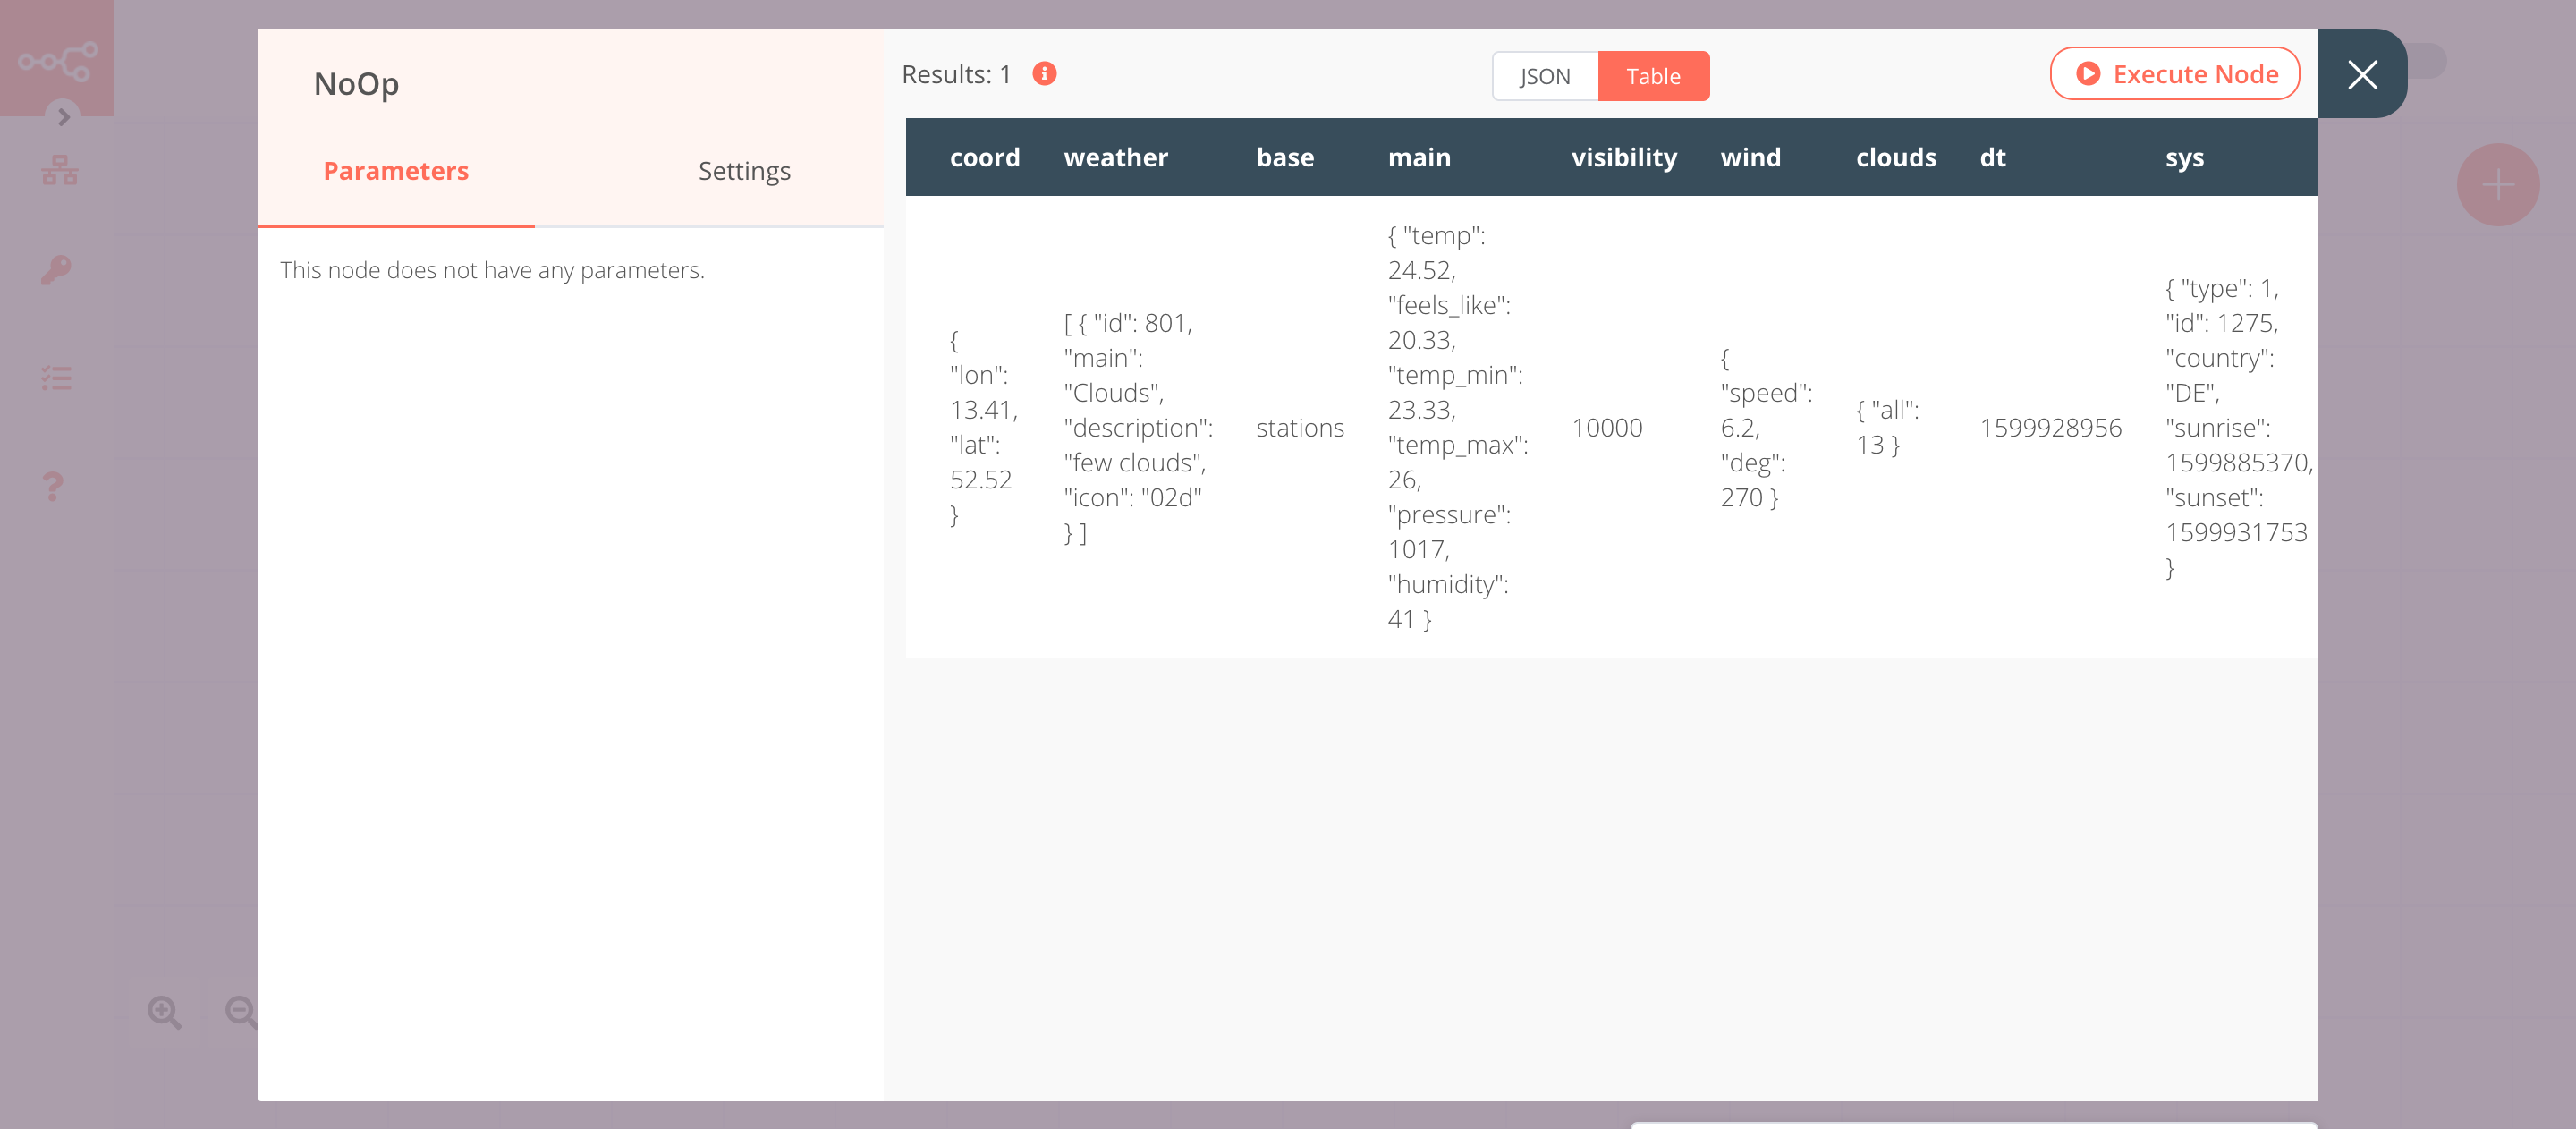 NoOp
Parameters
Settings
This node does not have any parameters.
Results: 1
JSON
Table
Execute Node
coord weather base main visibility wind clouds dt sys
{
"lon":
13.41,
"lat":
52.52
}
[ { "id": 801,
"main":
"Clouds",
"description":
"few clouds",
"icon": "02d"
} ]
stations
{ "temp":
24.52,
"feels_like":
20.33,
"temp_min":
23.33,
"temp_max":
26,
"pressure":
1017,
"humidity":
41 }
10000
{
"speed":
6.2,
"deg":
270 }
{ "all":
13 }
1599928956
{ "type": 1,
"id": 1275,
"country":
"DE",
"sunrise":
1599885370,
"sunset":
1599931753
}